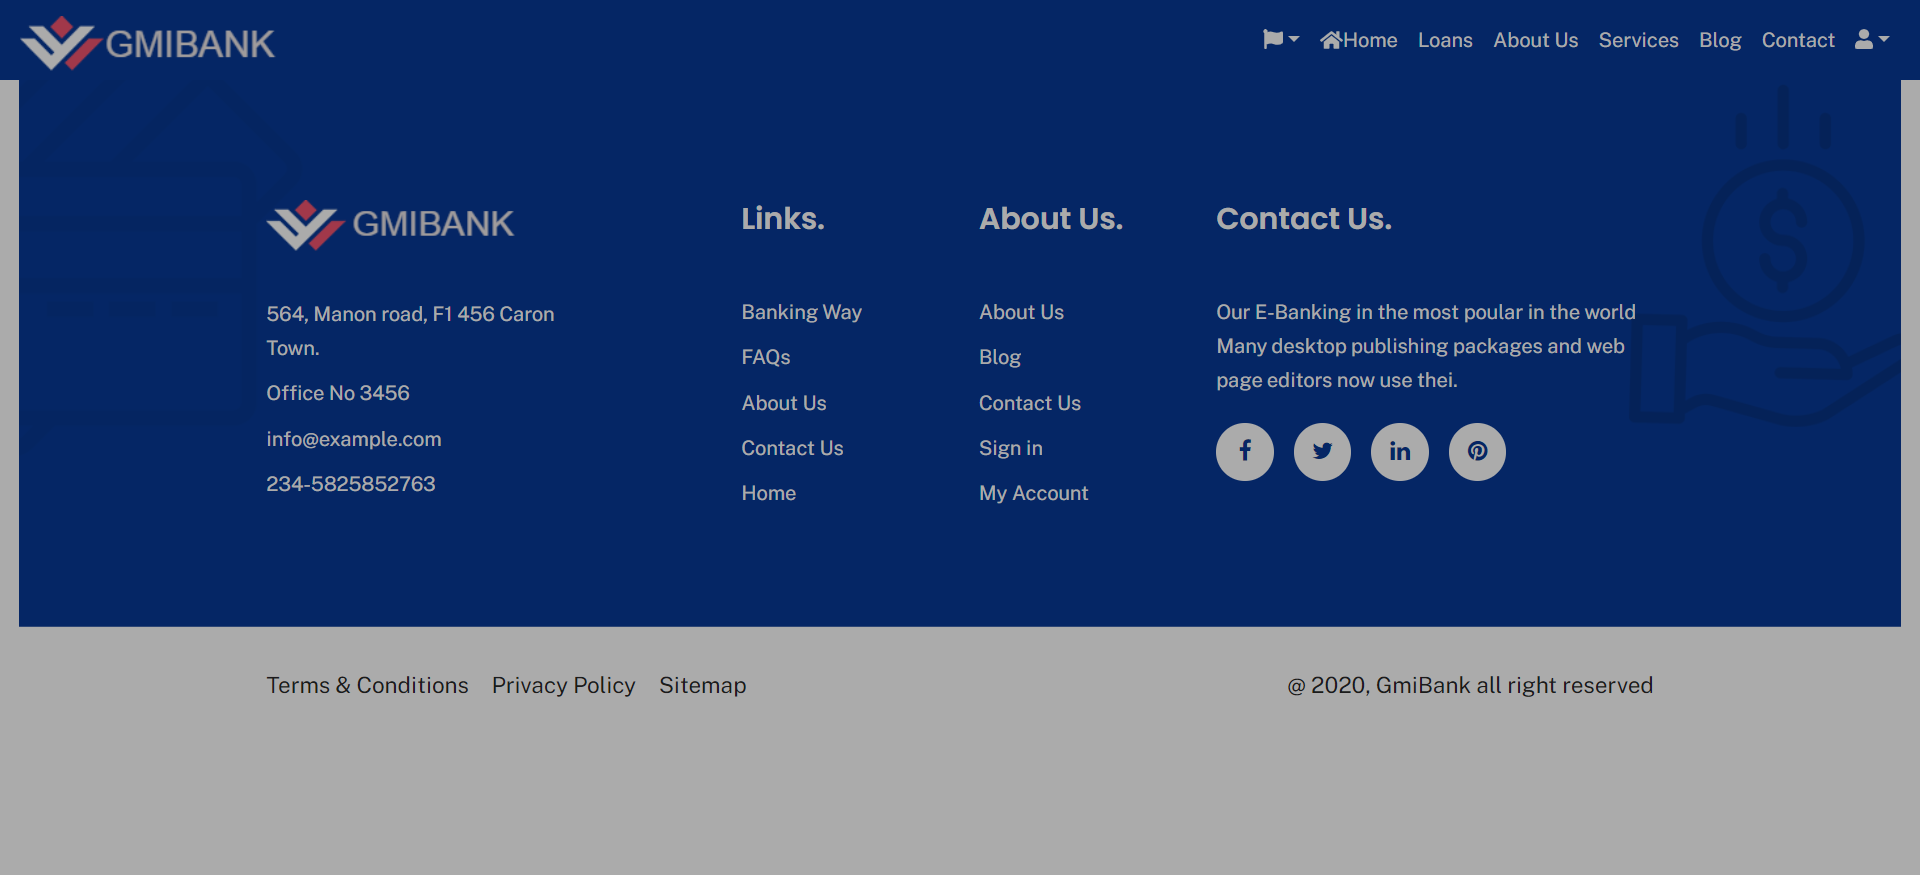 GMIBANK
Home Loans About Us Services Blog Contact
GMIBANK
564, Manon road, F1 456 Caron
Town.
Office No 3456
info@example.com
234-5825852763
Links.
Banking Way
FAQs
About Us
Contact Us
Home
About Us.
About Us
Blog
Contact Us
Sign in
My Account
Contact Us.
Our E-Banking in the most poular in the world
Many desktop publishing packages and web
page editors now use thei.
Terms & Conditions Privacy Policy Sitemap
@ 2020, GmiBank all right reserved